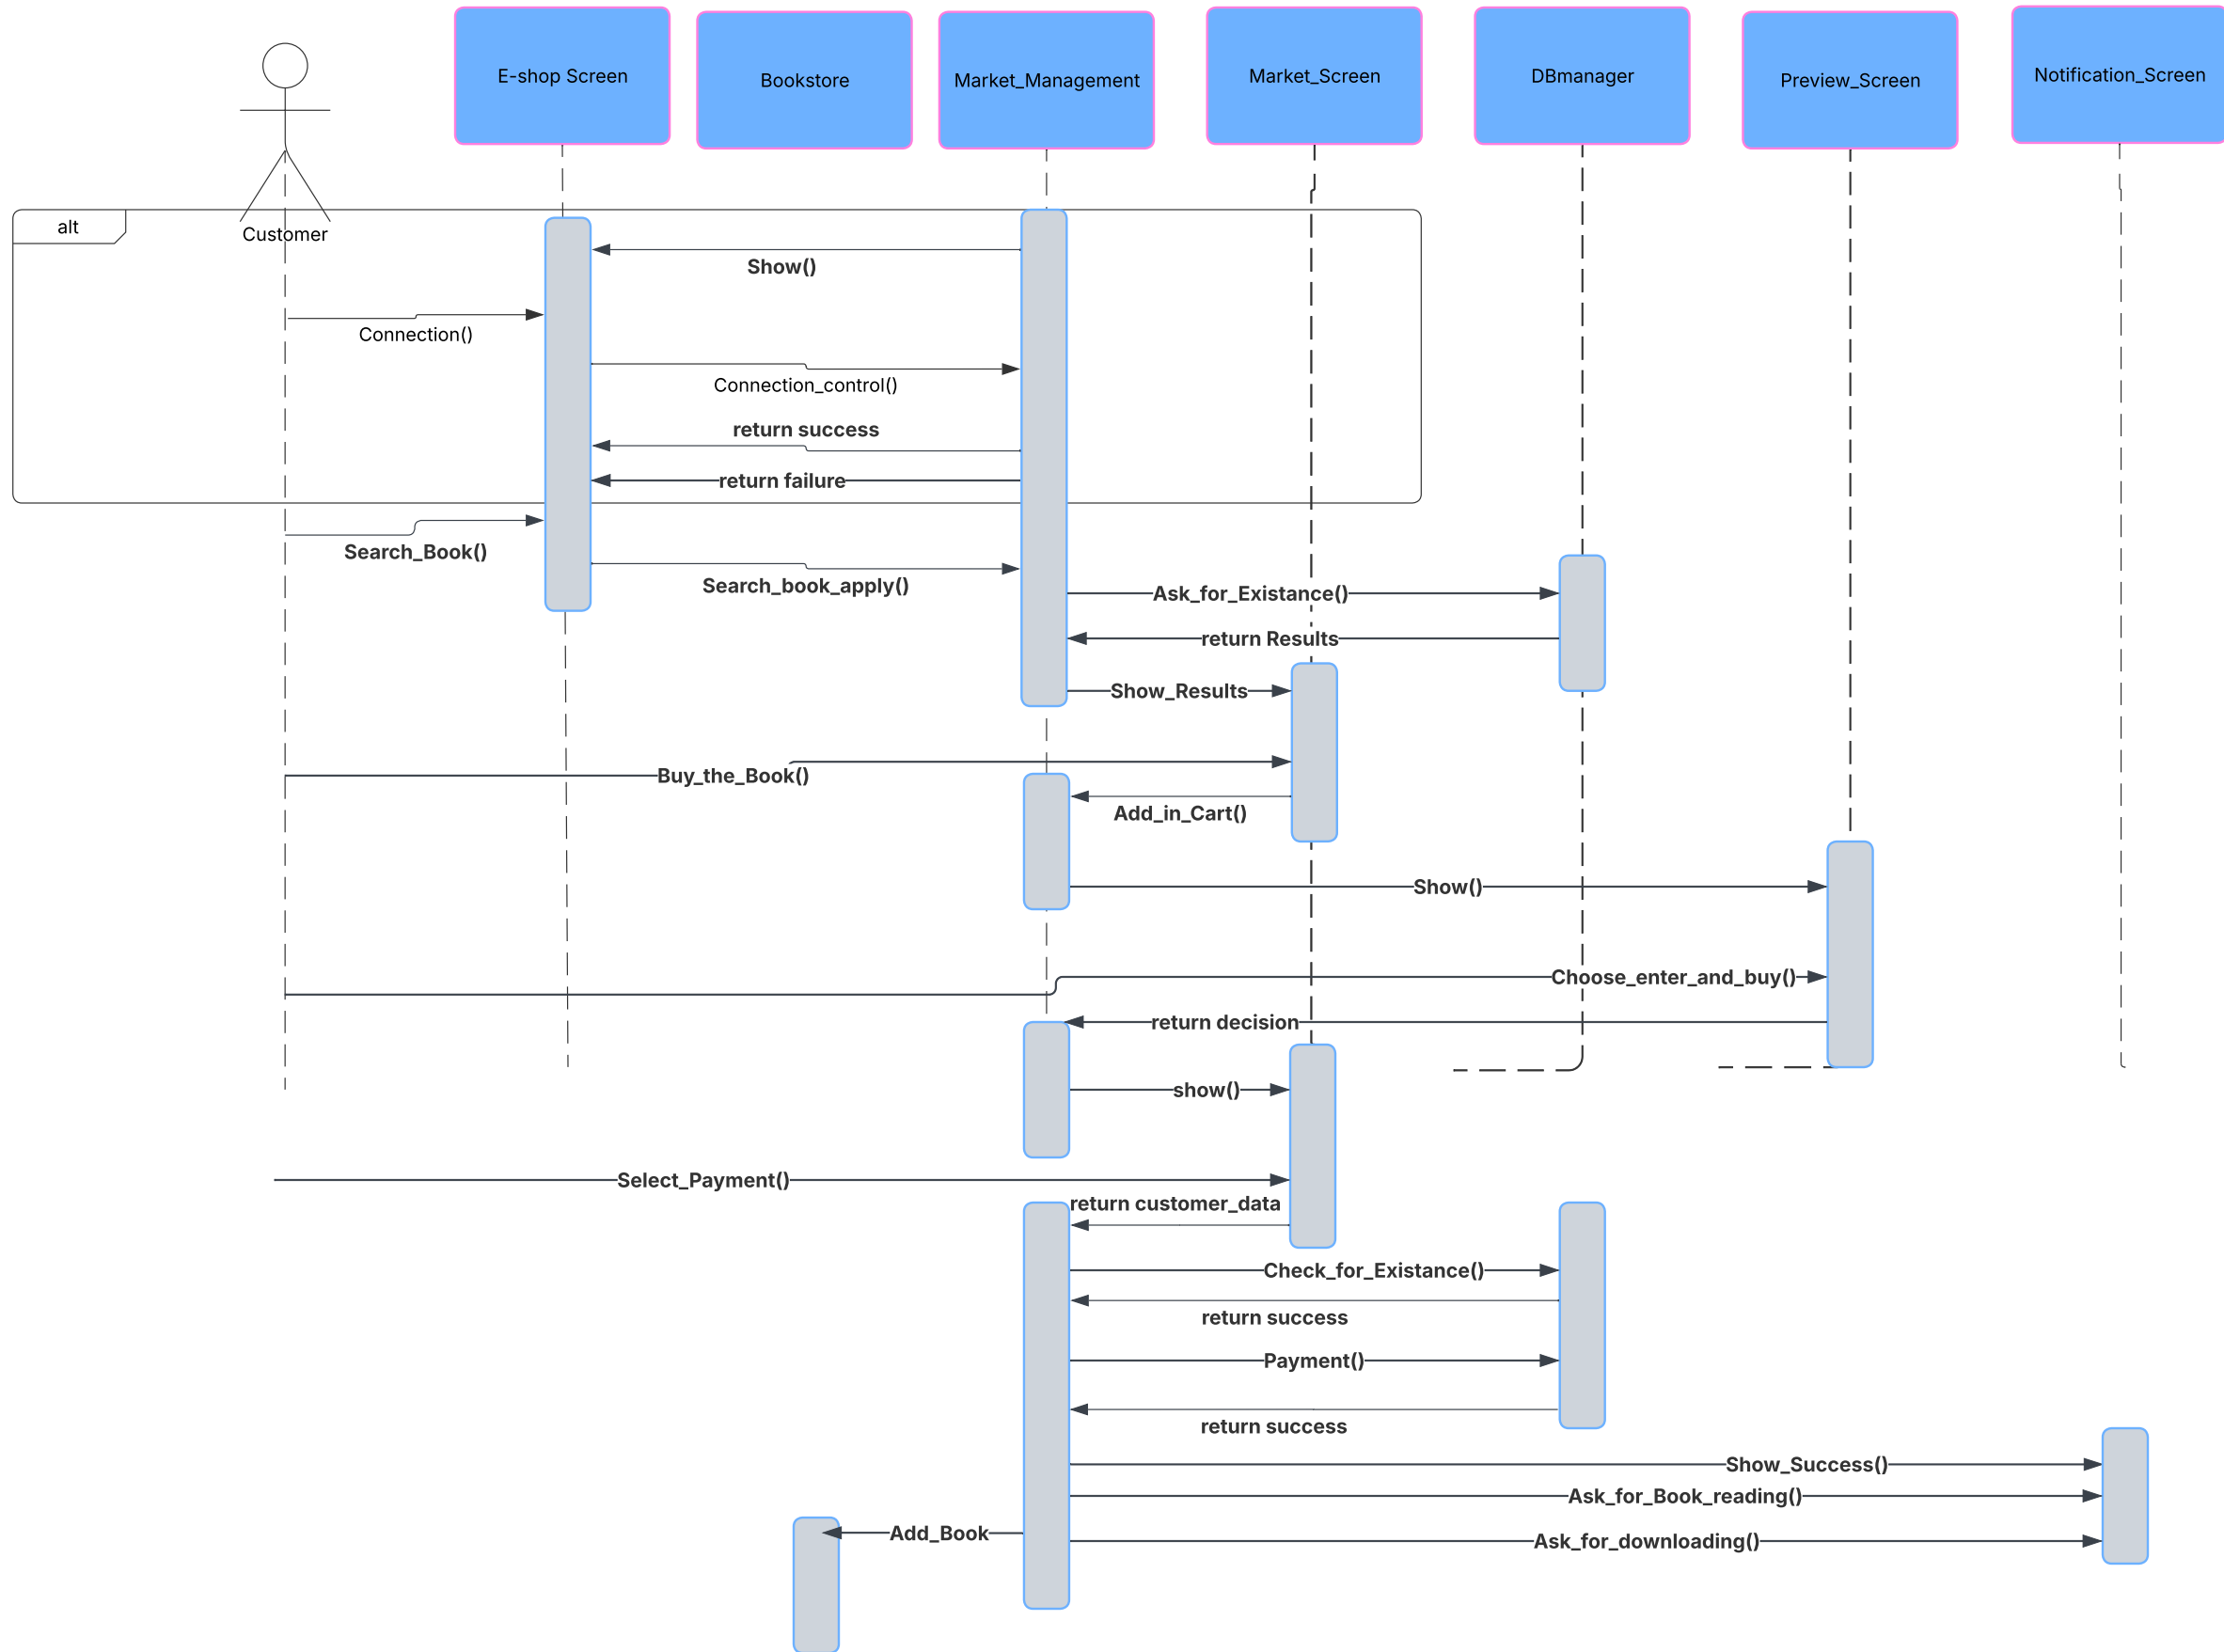 E-shop Screen
Bookstore
Market_Management
Market_Screen
DBmanager
Preview_Screen
Notification_Screen
alt
Customer
Show()
Connection()
Connection_control()
return success
return failure
Search_Book()
Search_book_apply()
Ask_for_Existance()
return Results
Show_Results
Buy_the_Book()
Add_in_Cart()
Show()
Choose_enter_and_buy()
return decision
show()
Select_Payment()
return customer_data
Check_for_Existance()
return success
Payment()
return success
Show_Success()
Ask_for_Book_reading()
Add_Book
Ask_for_downloading()